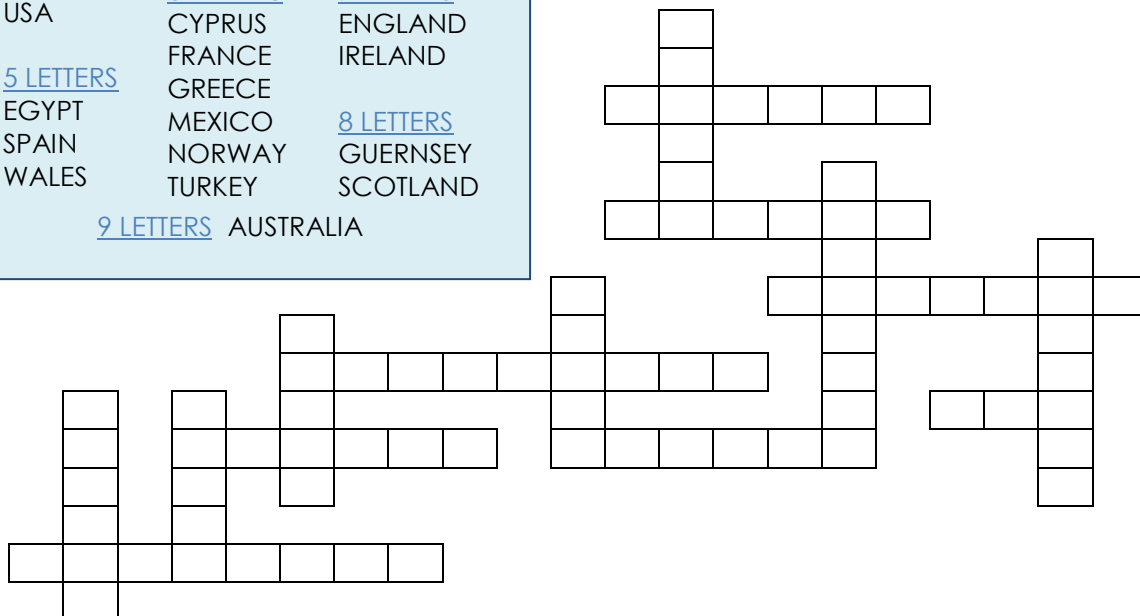 USA
5 LETTERS
EGYPT
SPAIN
WALES
CYPRUS
FRANCE
GREECE
MEXICO
NORWAY
TURKEY
ENGLAND
IRELAND
8 LETTERS
GUERNSEY
SCOTLAND
9 LETTERS AUSTRALIA